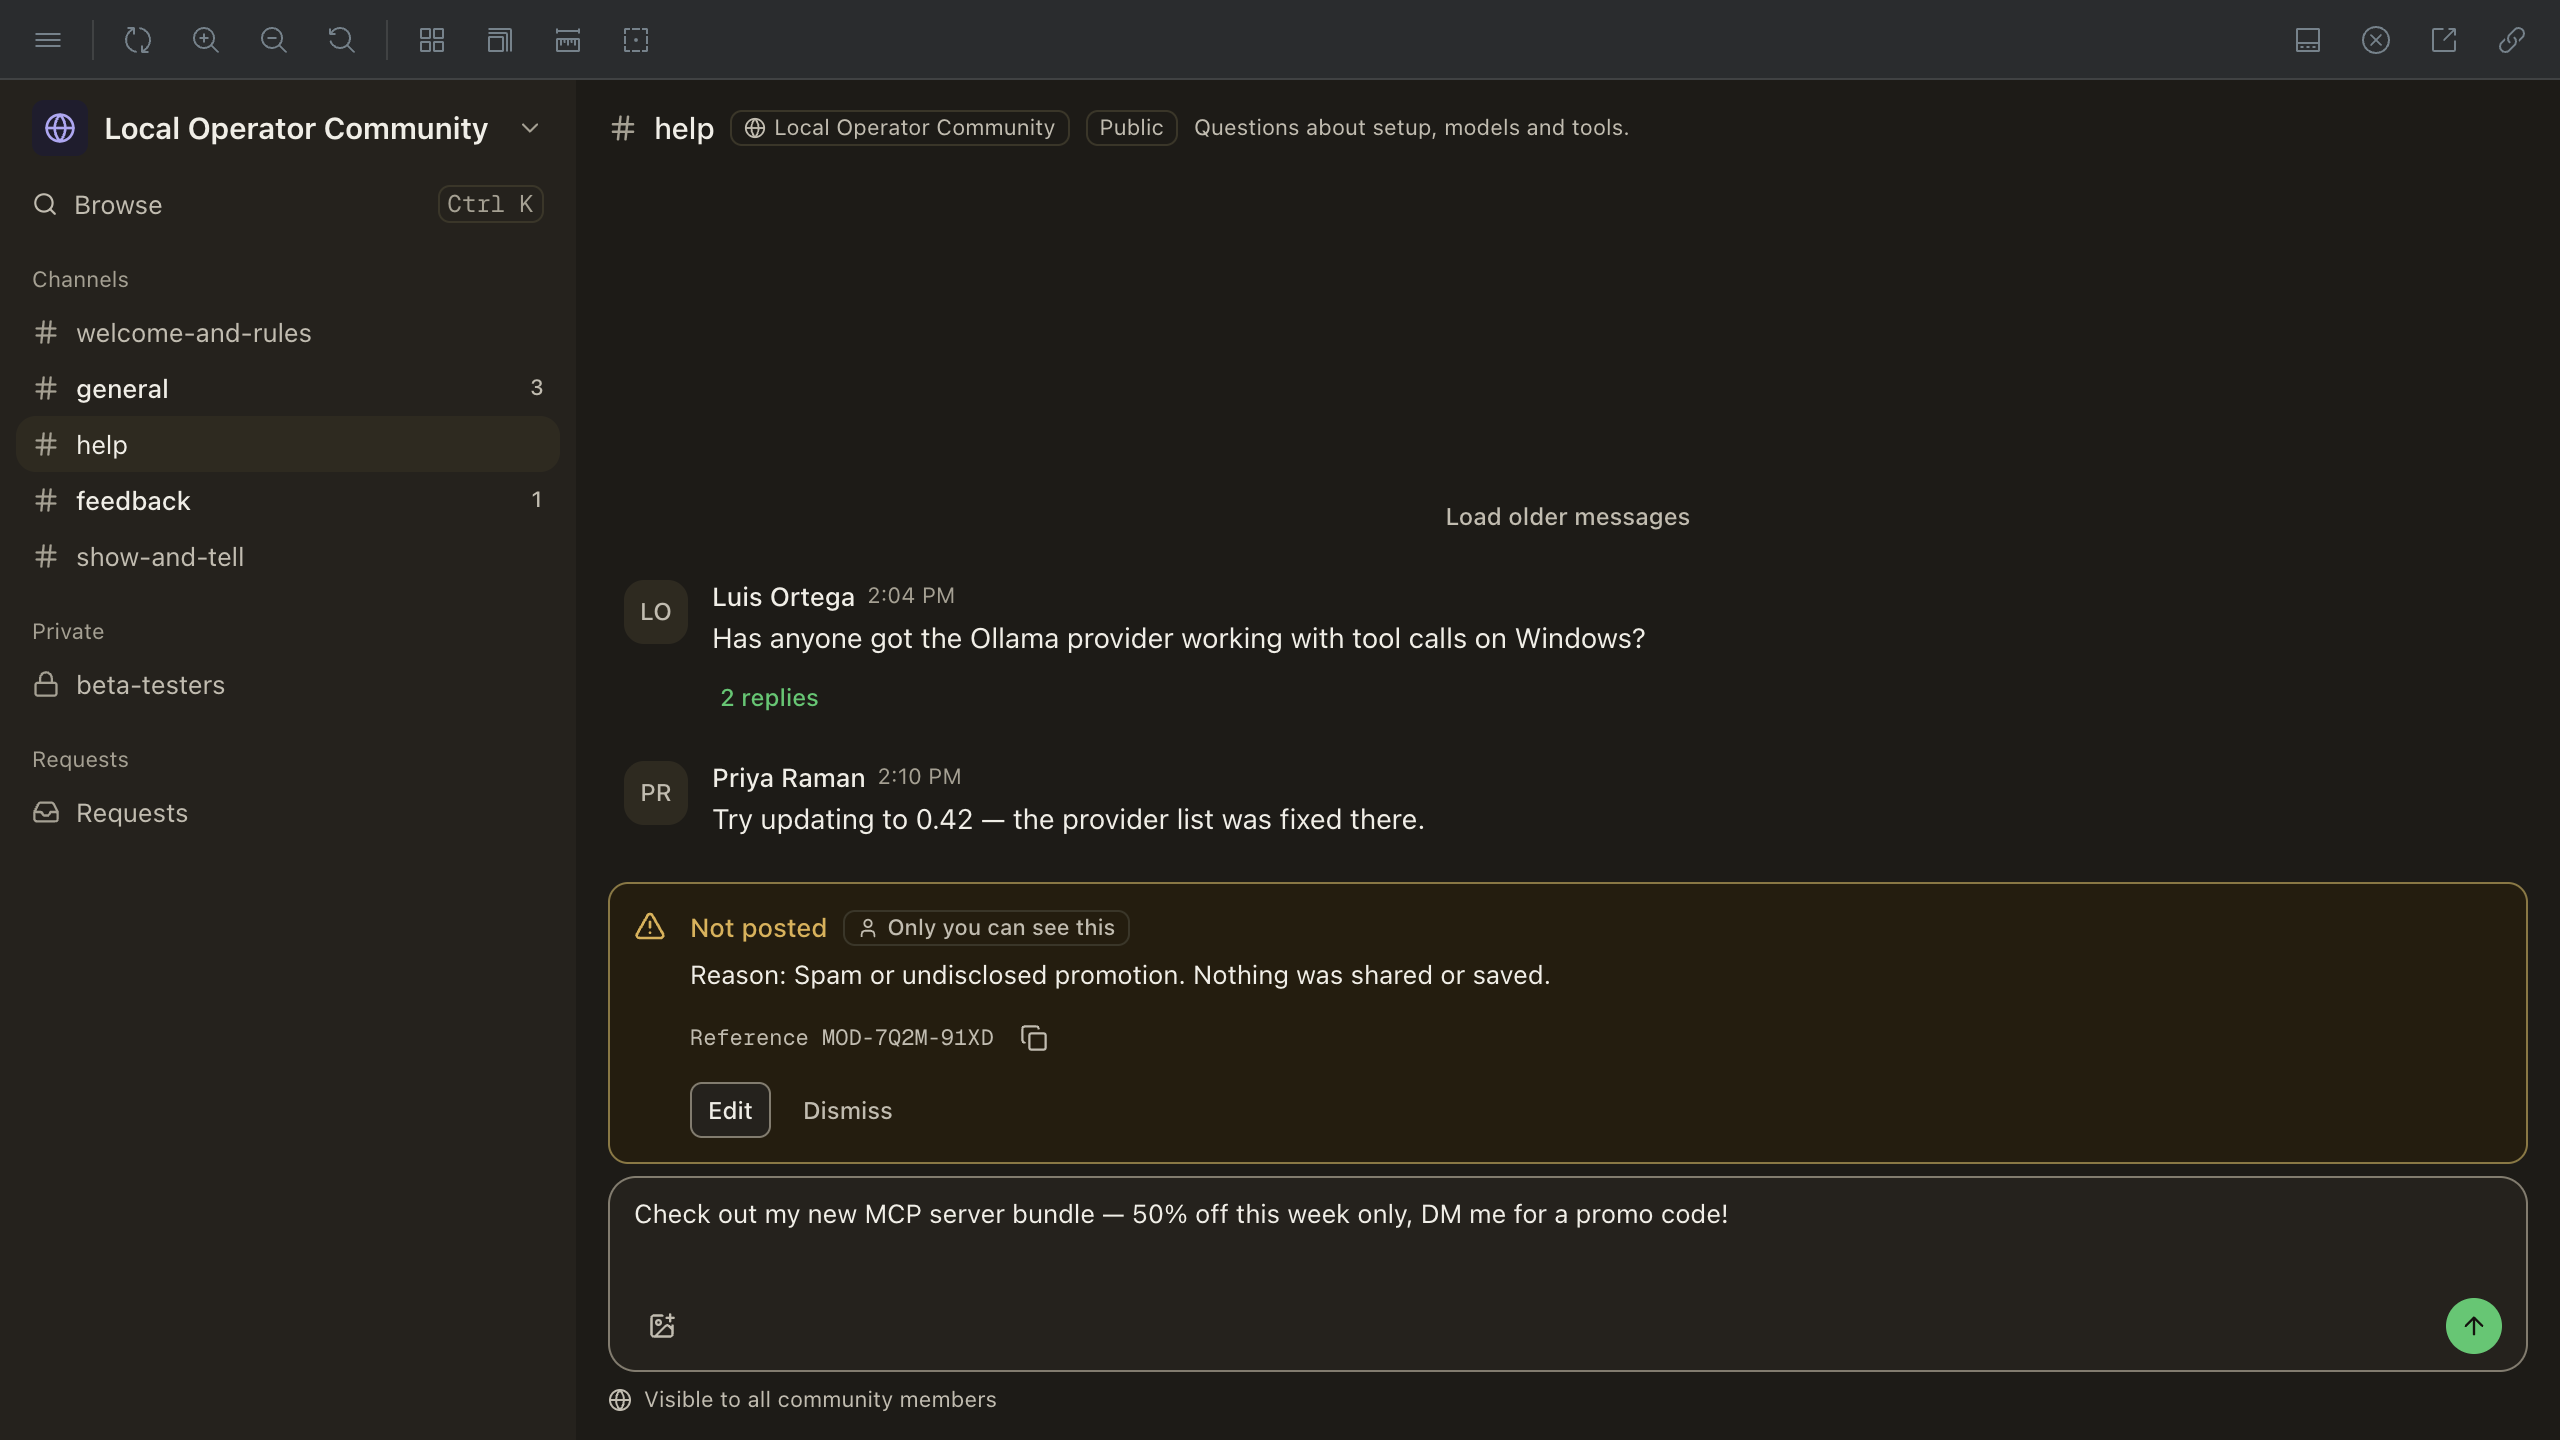 Local Operator Community
Browse
Ctrl K
Channels
welcome-and-rules
general 3
help
feedback 1
show-and-tell
Private
beta-testers
Requests
Requests
help Local Operator Community Public Questions about setup, models and tools.
Load older messages
LO
Luis Ortega 2:04 PM
Has anyone got the Ollama provider working with tool calls on Windows?
2 replies
PR
Priya Raman 2:10 PM
Try updating to 0.42 — the provider list was fixed there.
Not posted Only you can see this
Reason: Spam or undisclosed promotion. Nothing was shared or saved.
Reference MOD-7Q2M-91XD
Edit Dismiss
Check out my new MCP server bundle — 50% off this week only, DM me for a promo code!
Visible to all community members